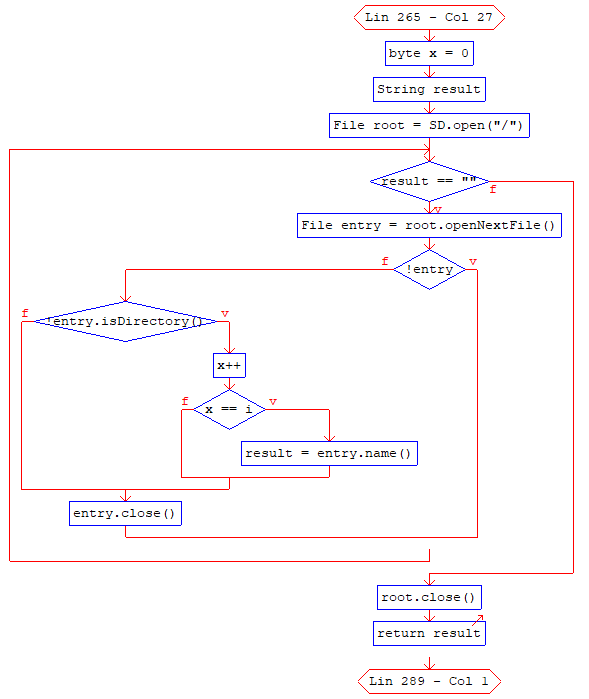 Lin 265 - Col 27
byte x = 0
String result
File root = SD.open("/")
result == ""
f
v
File entry = root.openNextFile()
f
v
!entry
f
v
!entry.isDirectory()
x++
f
v
x == i
result = entry.name()
entry.close()
root.close()
return result
Lin 289 - Col 1